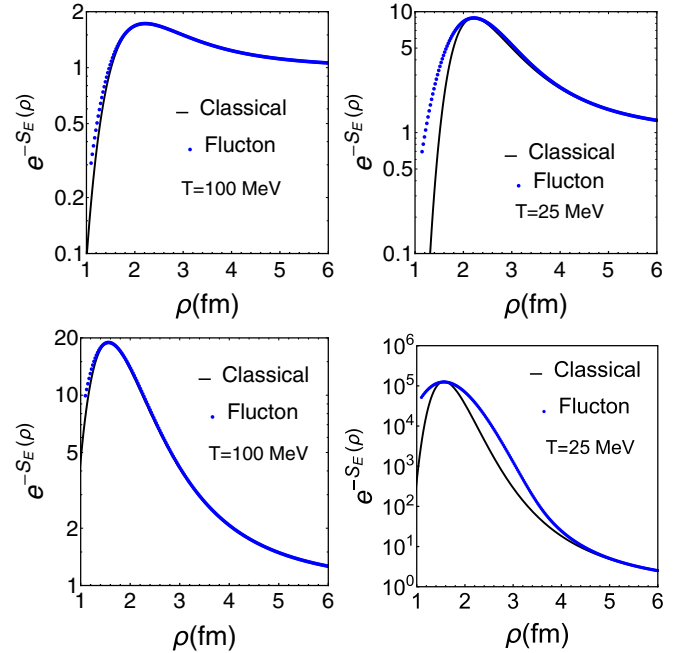 2
1
0.5
0.2
0.1
e^{-S_E(ρ)}
Classical
Flucton
T=100 MeV
1 2 3 4 5 6
ρ(fm)
10
5
1
0.5
0.1
e^{-S_E(ρ)}
Classical
Flucton
T=25 MeV
1 2 3 4 5 6
ρ(fm)
20
10
5
2
1
e^{-S_E(ρ)}
Classical
Flucton
T=100 MeV
1 2 3 4 5 6
ρ(fm)
10^6
10^5
10^4
10^3
10^2
10^1
10^0
e^{-S_E(ρ)}
Classical
Flucton
T=25 MeV
1 2 3 4 5 6
ρ(fm)